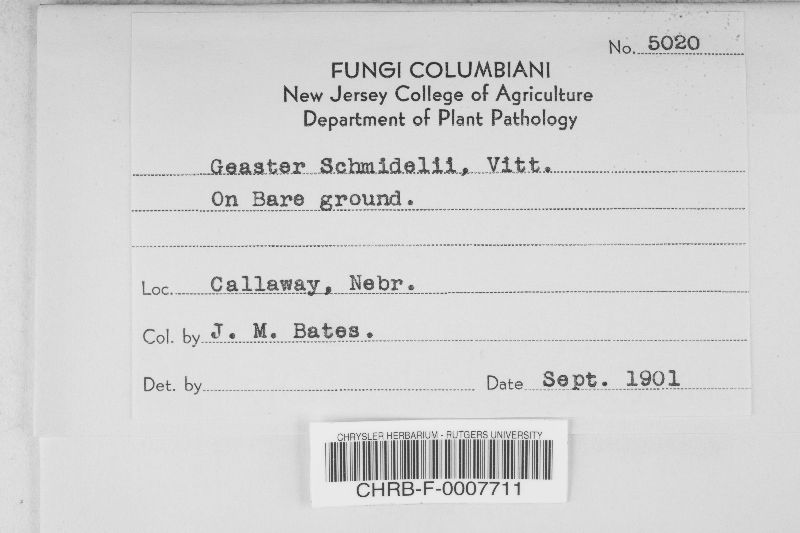 No. 5020
FUNGI COLUMBIANI
New Jersey College of Agriculture
Department of Plant Pathology
Geaster Schmidelii, Vitt.
On Bare ground.
Loc. Callaway, Nebr.
Col. by J. M. Bates.
Det. by
Date Sept. 1901
CHRYSLER HERBARIUM - RUTGERS UNIVERSITY
CHRB-F-0007711